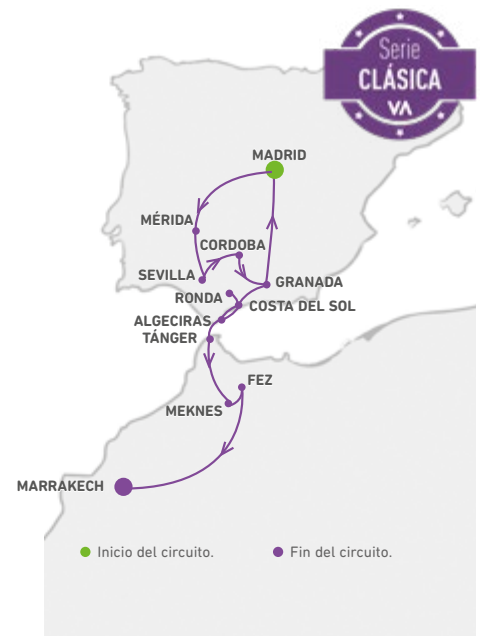 Serie
CLÁSICA
VA
MADRID
MÉRIDA
CORDOBA
SEVILLA
GRANADA
RONDA
COSTA DEL SOL
ALGECIRAS
TÁNGER
FEZ
MEKNES
MARRAKECH
Inicio del circuito.
Fin del circuito.